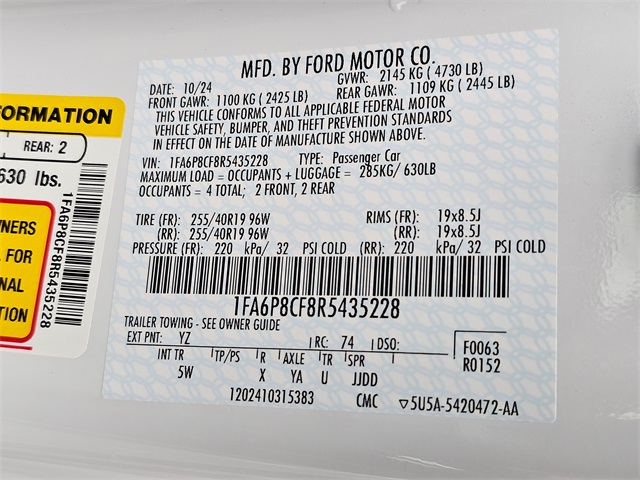 MFD. BY FORD MOTOR CO.
DATE: 10/24 GVWR: 2145 KG ( 4730 LB)
FRONT GAWR: 1100 KG ( 2425 LB) REAR GAWR: 1109 KG ( 2445 LB)
THIS VEHICLE CONFORMS TO ALL APPLICABLE FEDERAL MOTOR
VEHICLE SAFETY, BUMPER, AND THEFT PREVENTION STANDARDS
IN EFFECT ON THE DATE OF MANUFACTURE SHOWN ABOVE.
VIN: 1FA6P8CF8R5435228 TYPE: Passenger Car
MAXIMUM LOAD = OCCUPANTS + LUGGAGE = 285KG/ 630LB
OCCUPANTS = 4 TOTAL; 2 FRONT, 2 REAR
TIRE (FR): 255/40R19 96W RIMS (FR): 19x8.5J
(RR): 255/40R19 96W (RR): 19x8.5J
PRESSURE (FR): 220 kPa/ 32 PSI COLD (RR): 220 kPa/ 32 PSI COLD
1FA6P8CF8R5435228
TRAILER TOWING - SEE OWNER GUIDE
EXT PNT: YZ RC: 74 DSO: F0063
INT TR TP/PS R AXLE TR SPR R0152
5W X YA U JJDD
1202410315383 CMC ▽5U5A-5420472-AA
FORMATION
REAR: 2
630 lbs.
1FA6P8CF8R5435228
WNERS
FOR
NAL